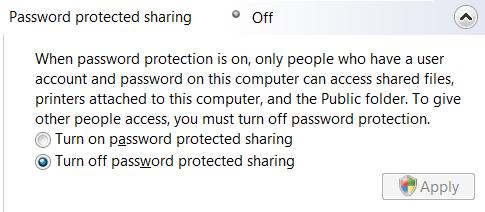 Password protected sharing Off
When password protection is on, only people who have a user
account and password on this computer can access shared files,
printers attached to this computer, and the Public folder. To give
other people access, you must turn off password protection.
Turn on password protected sharing
Turn off password protected sharing
Apply